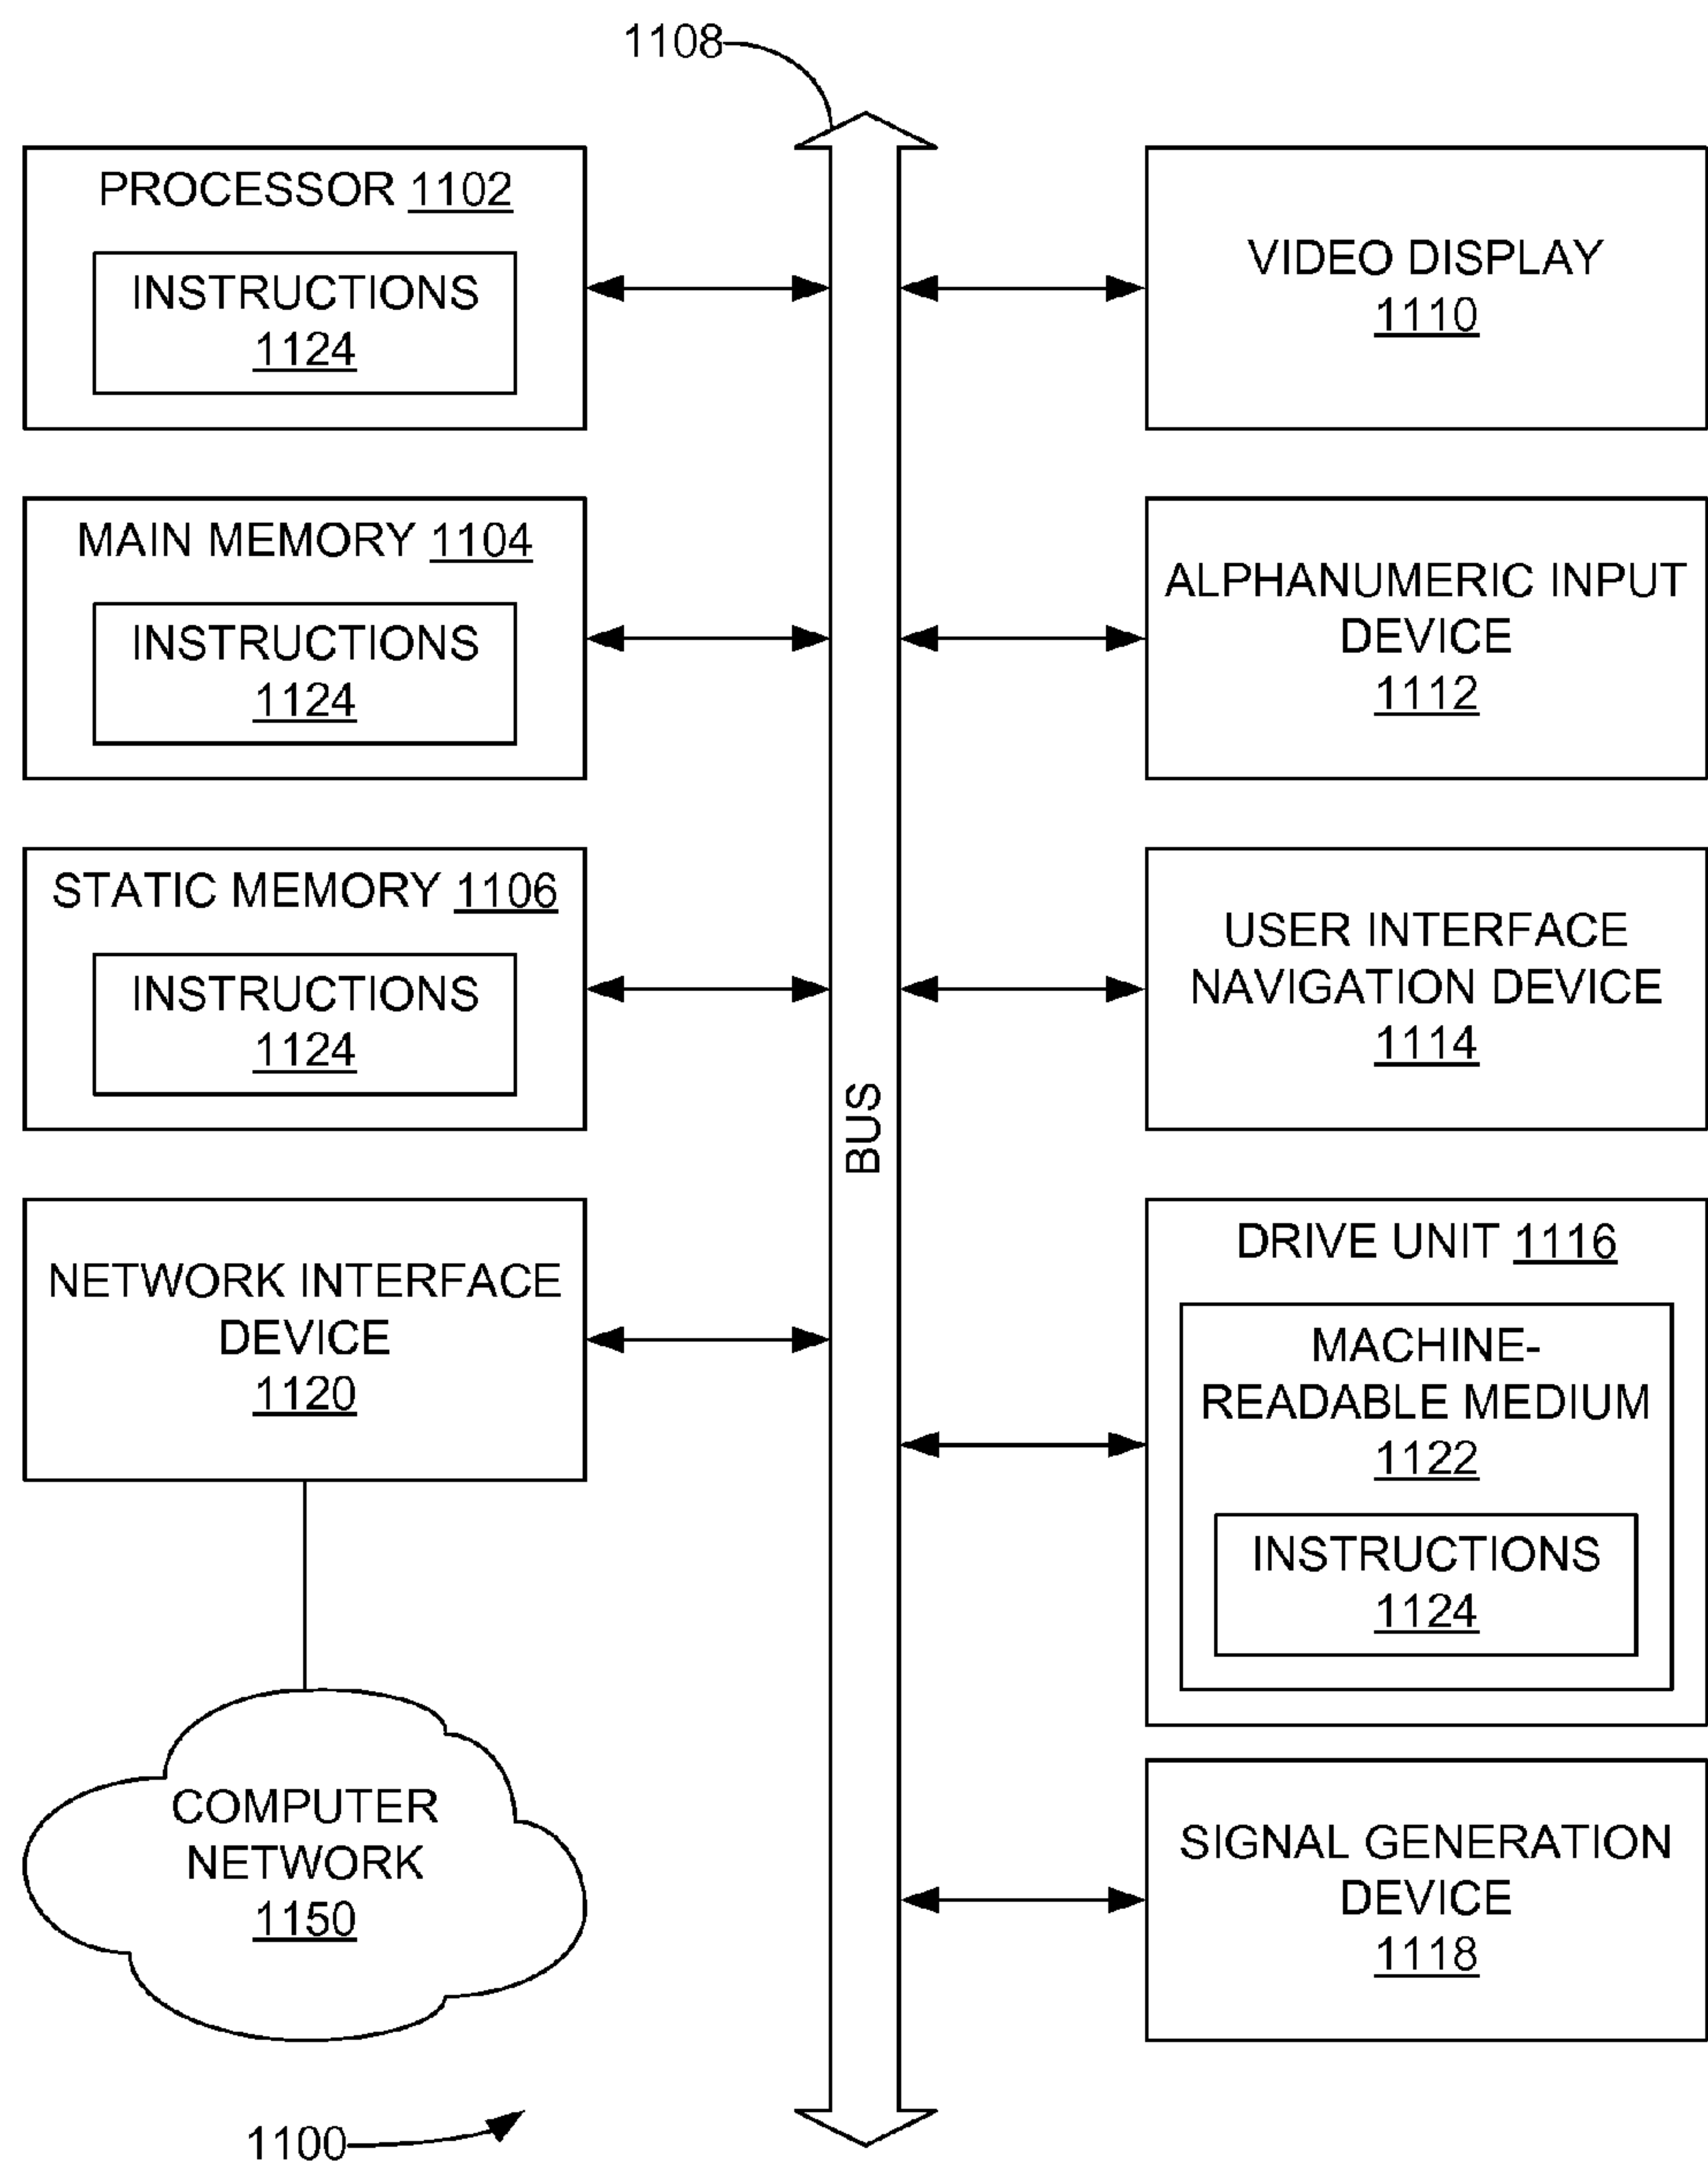 1108
PROCESSOR 1102
INSTRUCTIONS
1124
MAIN MEMORY 1104
INSTRUCTIONS
1124
STATIC MEMORY 1106
INSTRUCTIONS
1124
NETWORK INTERFACE
DEVICE
1120
COMPUTER
NETWORK
1150
1100
BUS
VIDEO DISPLAY
1110
ALPHANUMERIC INPUT
DEVICE
1112
USER INTERFACE
NAVIGATION DEVICE
1114
DRIVE UNIT 1116
MACHINE-
READABLE MEDIUM
1122
INSTRUCTIONS
1124
SIGNAL GENERATION
DEVICE
1118